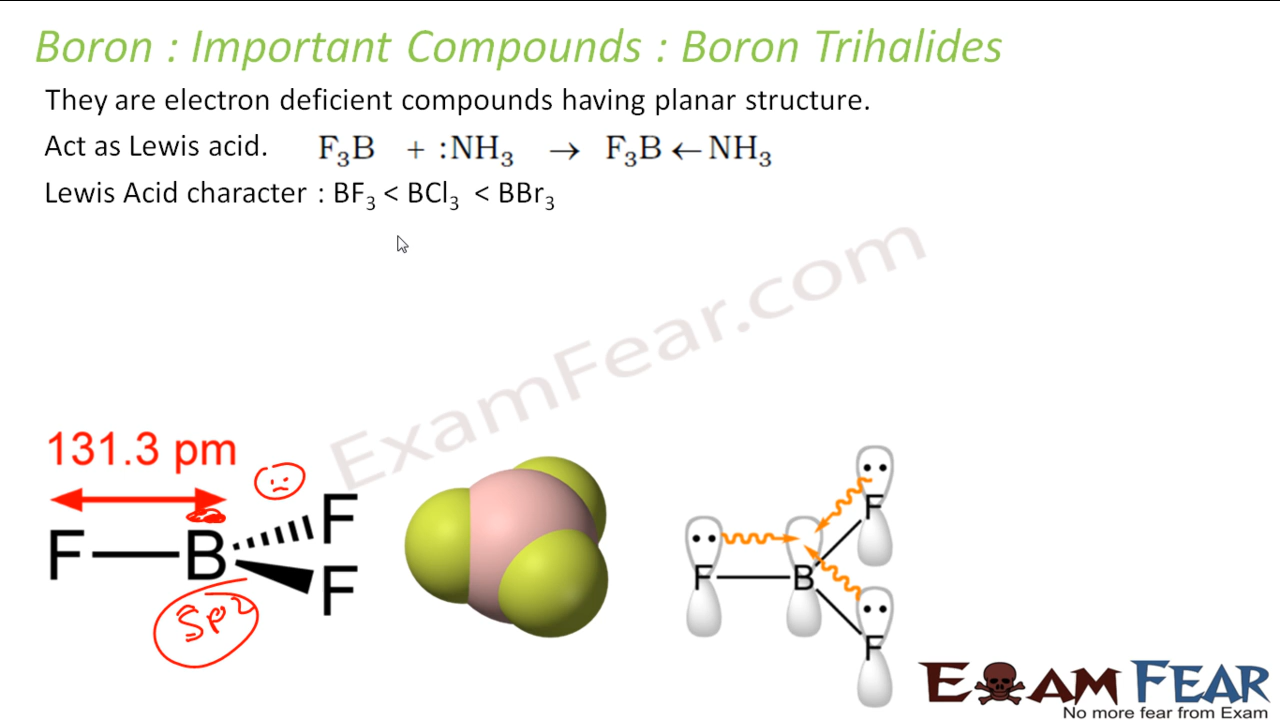 Boron : Important Compounds : Boron Trihalides
They are electron deficient compounds having planar structure.
Act as Lewis acid. F₃B + :NH₃ → F₃B ← NH₃
Lewis Acid character : BF₃ < BCl₃ < BBr₃
ExamFear.com
131.3 pm
F B F F
Sp²
F B F F
EXAM FEAR
No more fear from Exam